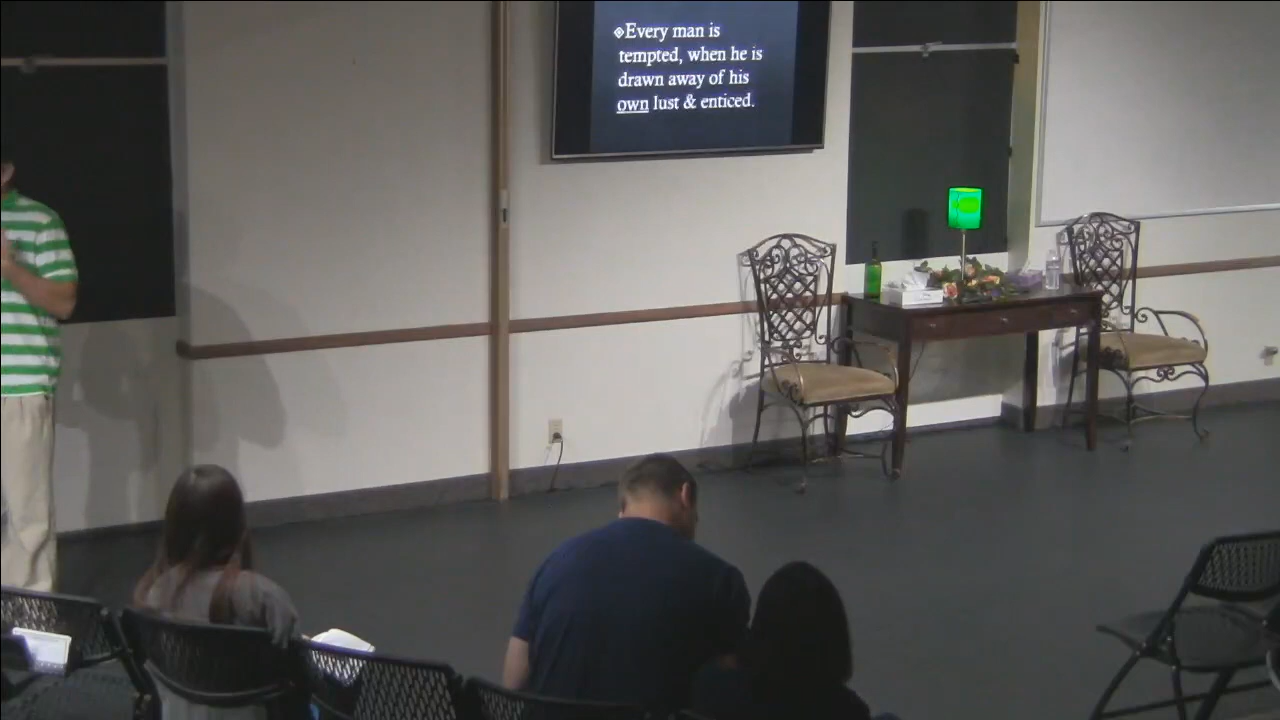 ◈Every man is
tempted, when he is
drawn away of his
own lust & enticed.